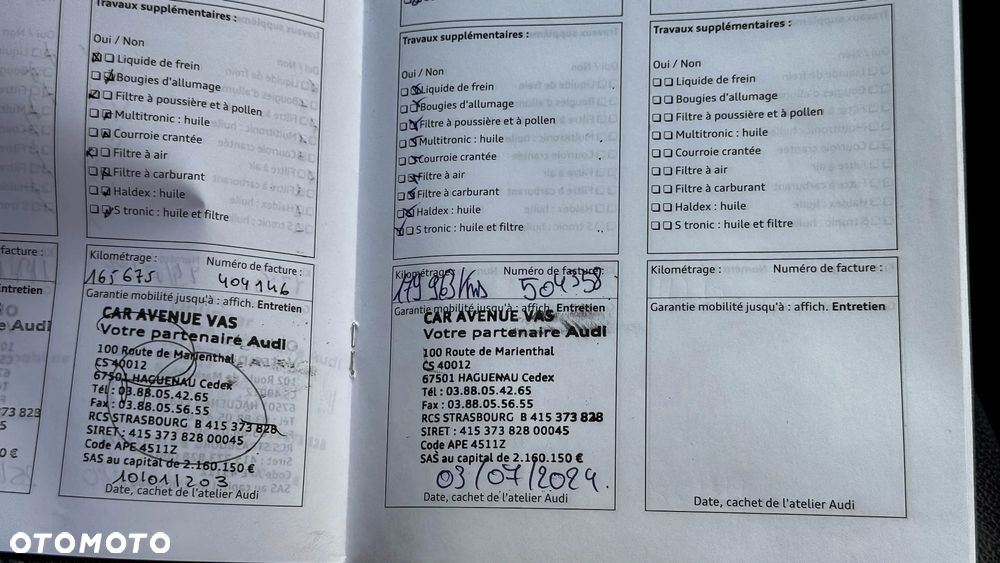 Travaux supplémentaires :
Oui / Non
Liquide de frein
Bougies d'allumage
Filtre à poussière et à pollen
Multitronic : huile
Courroie crantée
Filtre à air
Filtre à carburant
Haldex : huile
S tronic : huile et filtre
Kilométrage : Numéro de facture :
165675 404146
Garantie mobilité jusqu'à : affich. Entretien
CAR AVENUE VAS
Votre partenaire Audi
100 Route de Marienthal
CS 40012
67501 HAGUENAU Cedex
Tél : 03.88.05.42.65
Fax : 03.88.05.56.55
RCS STRASBOURG B 415 373 828
SIRET : 415 373 828 00045
Code APE 4511Z
SAS au capital de 2.160.150 €
Date, cachet de l'atelier Audi
Travaux supplémentaires :
Oui / Non
Liquide de frein
Bougies d'allumage
Filtre à poussière et à pollen
Multitronic : huile
Courroie crantée
Filtre à air
Filtre à carburant
Haldex : huile
S tronic : huile et filtre
Kilométrage : Numéro de facture :
179963 Kms 504358
Garantie mobilité jusqu'à : affich. Entretien
CAR AVENUE VAS
Votre partenaire Audi
100 Route de Marienthal
CS 40012
67501 HAGUENAU Cedex
Tél : 03.88.05.42.65
Fax : 03.88.05.56.55
RCS STRASBOURG B 415 373 828
SIRET : 415 373 828 00045
Code APE 4511Z
SAS au capital de 2.160.150 €
03/07/2024.
Date, cachet de l'atelier Audi
Travaux supplémentaires :
Oui / Non
Liquide de frein
Bougies d'allumage
Filtre à poussière et à pollen
Multitronic : huile
Courroie crantée
Filtre à air
Filtre à carburant
Haldex : huile
S tronic : huile et filtre
Kilométrage : Numéro de facture :
Garantie mobilité jusqu'à : affich. Entretien
Date, cachet de l'atelier Audi
OTOMOTO